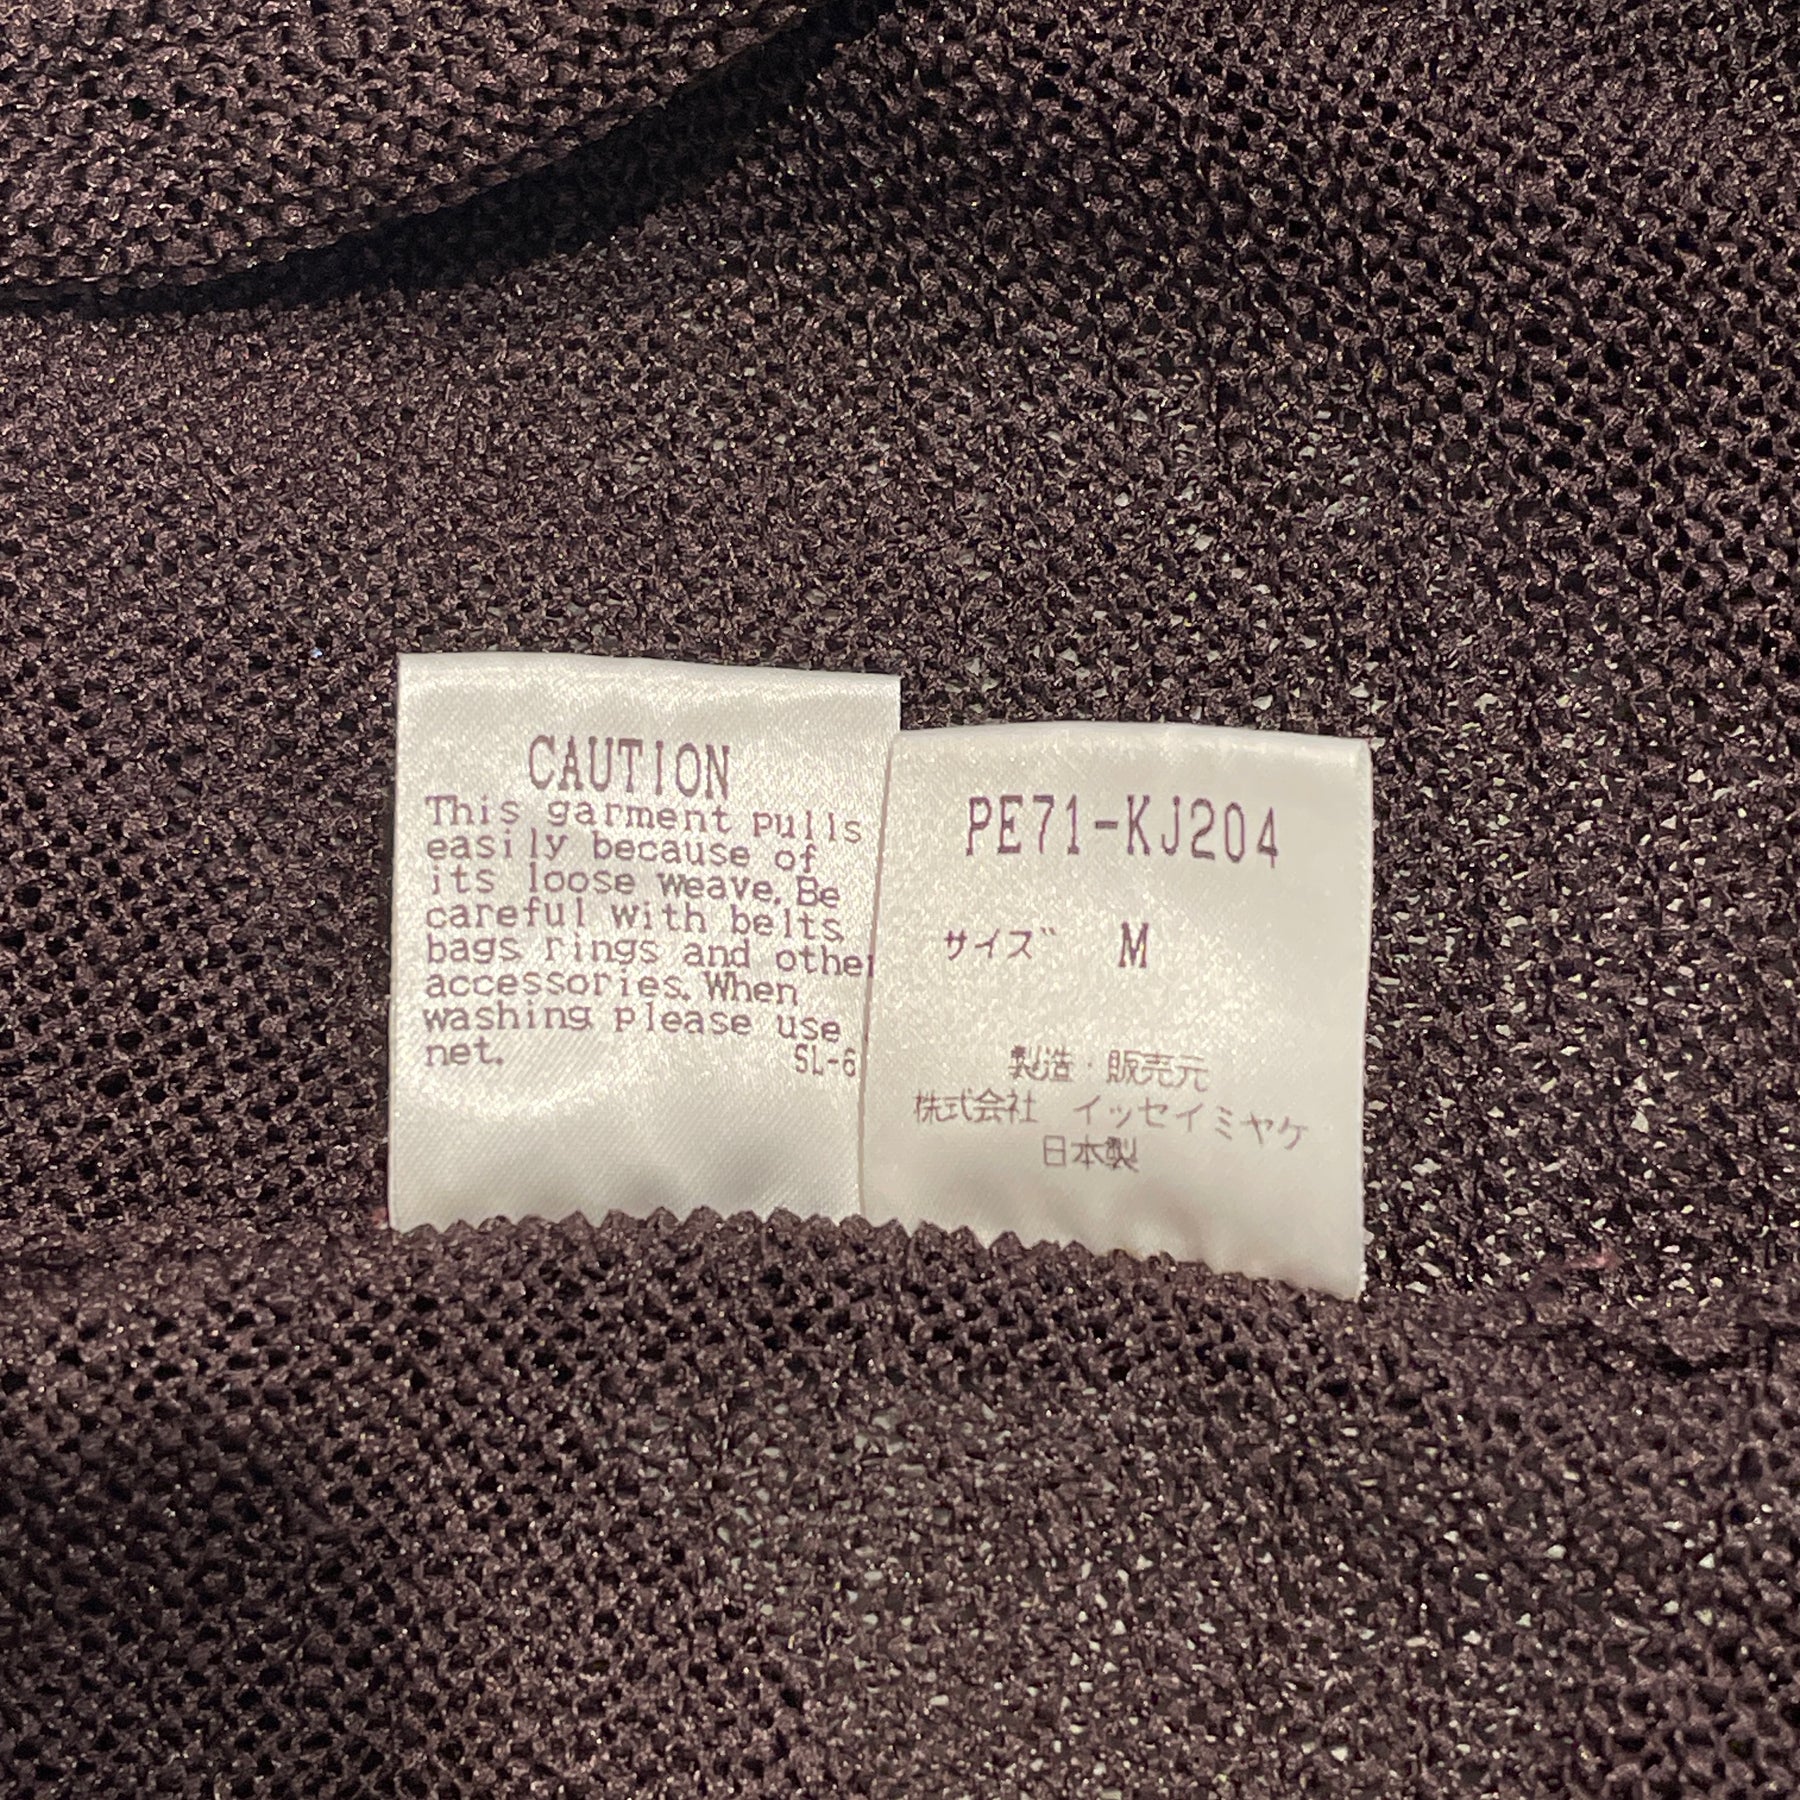 CAUTION
This garment pulls
easily because of
its loose weave. Be
careful with belts,
bags, rings and other
accessories. When
washing please use
net.
SL-6
PE71-KJ204
サイズ M
製造・販売元
株式会社 イッセイミヤケ
日本製